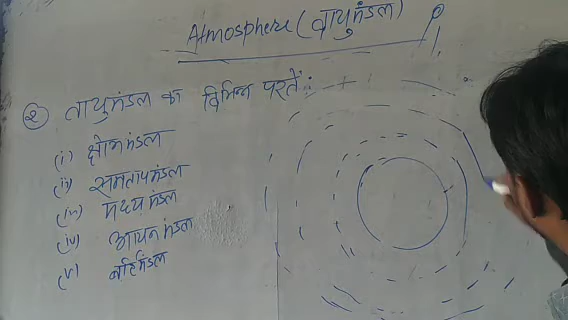 Atmosphere (वायुमंडल)
② वायुमंडल क विभिन्न परतें :
(i) क्षोभमंडल
(ii) समतापमंडल
(iii) मध्यमंडल
(iv) आयनमंडल
(v) बर्हिमंडल